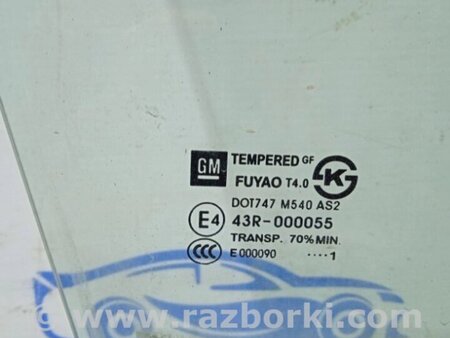 GM TEMPERED GF
FUYAO T4.0
DOT747 M540 AS2
E4 43R-000055
TRANSP. 70% MIN.
CCC E000090 ····1
www.razborki.com